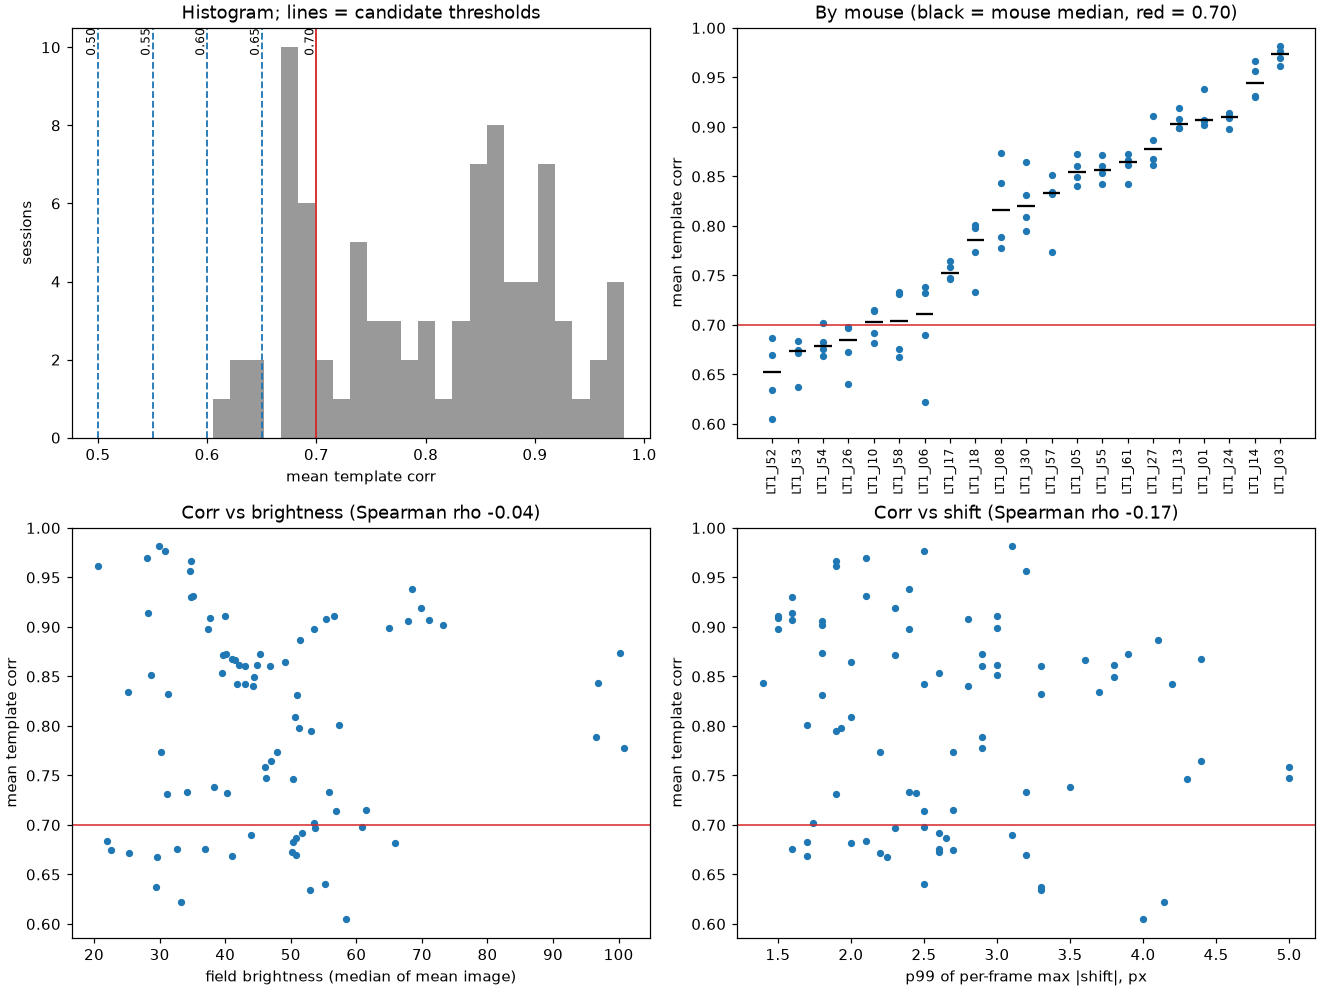 Histogram; lines = candidate thresholds
0.50
0.55
0.60
0.65
0.70
10
8
6
4
2
0
sessions
0.5
0.6
0.7
0.8
0.9
1.0
mean template corr
By mouse (black = mouse median, red = 0.70)
1.00
0.95
0.90
0.85
0.80
0.75
0.70
0.65
0.60
mean template corr
LT1_J52
LT1_J53
LT1_J54
LT1_J26
LT1_J10
LT1_J58
LT1_J06
LT1_J17
LT1_J18
LT1_J08
LT1_J30
LT1_J57
LT1_J05
LT1_J55
LT1_J61
LT1_J27
LT1_J13
LT1_J01
LT1_J24
LT1_J14
LT1_J03
Corr vs brightness (Spearman rho -0.04)
1.00
0.95
0.90
0.85
0.80
0.75
0.70
0.65
0.60
mean template corr
20
30
40
50
60
70
80
90
100
field brightness (median of mean image)
Corr vs shift (Spearman rho -0.17)
1.00
0.95
0.90
0.85
0.80
0.75
0.70
0.65
0.60
mean template corr
1.5
2.0
2.5
3.0
3.5
4.0
4.5
5.0
p99 of per-frame max |shift|, px